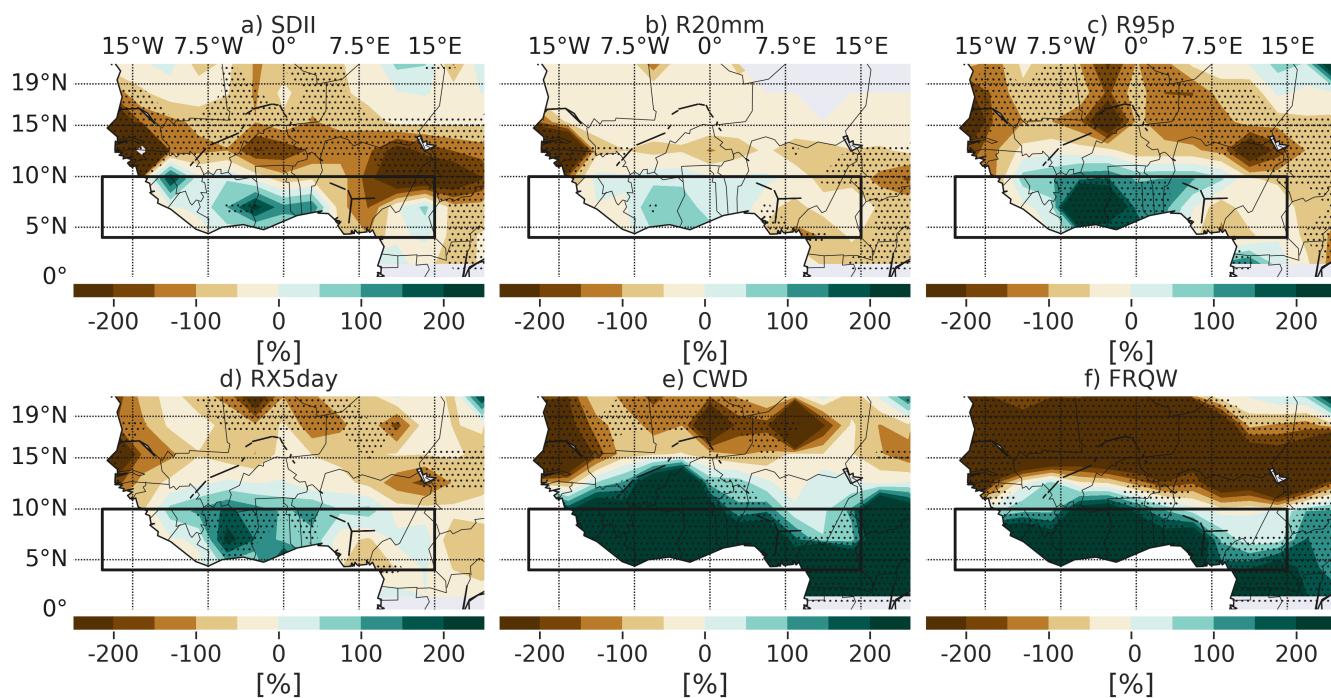 a) SDII b) R20mm c) R95p
15°W 7.5°W 0° 7.5°E 15°E 15°W 7.5°W 0° 7.5°E 15°E 15°W 7.5°W 0° 7.5°E 15°E
19°N
15°N
10°N
5°N
0°
-200 -100 0 100 200 -200 -100 0 100 200 -200 -100 0 100 200
[%] [%] [%]
d) RX5day e) CWD f) FRQW
19°N
15°N
10°N
5°N
0°
-200 -100 0 100 200 -200 -100 0 100 200 -200 -100 0 100 200
[%] [%] [%]